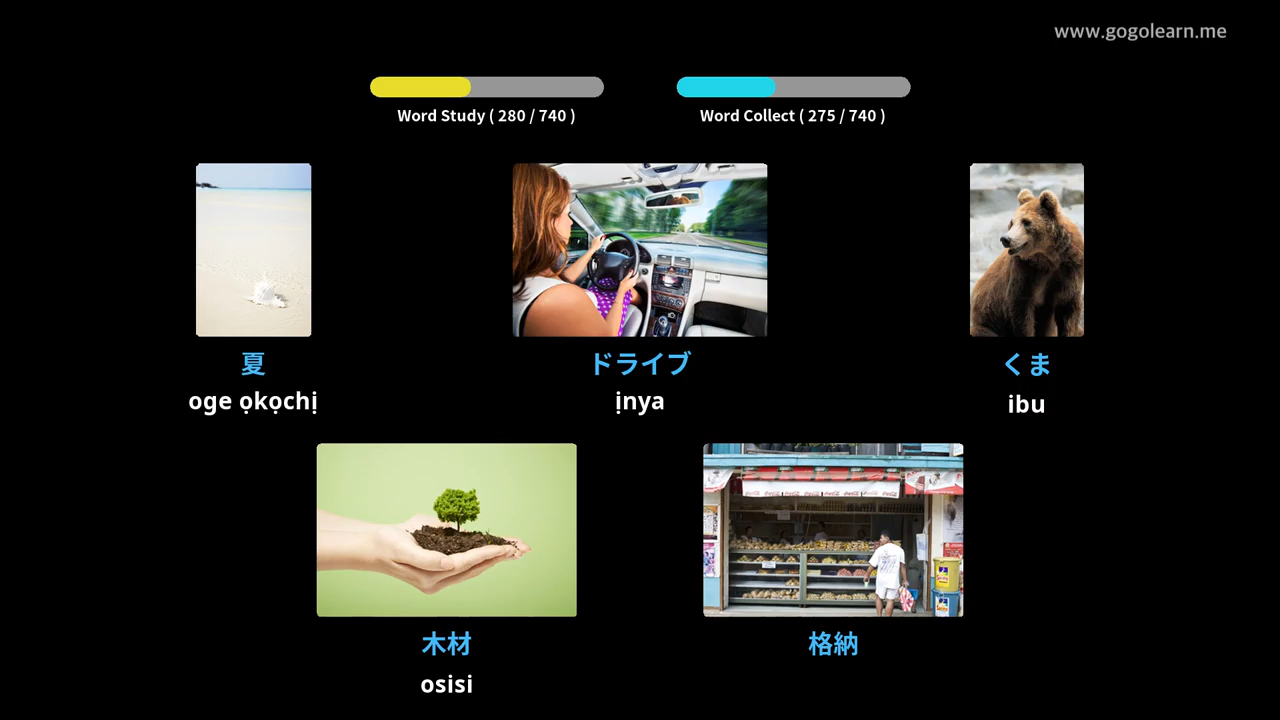 www.gogolearn.me
Word Study ( 280 / 740 )
Word Collect ( 275 / 740 )
夏
ドライブ
くま
oge ọkọchị
ịnya
ibu
木材
格納
osisi